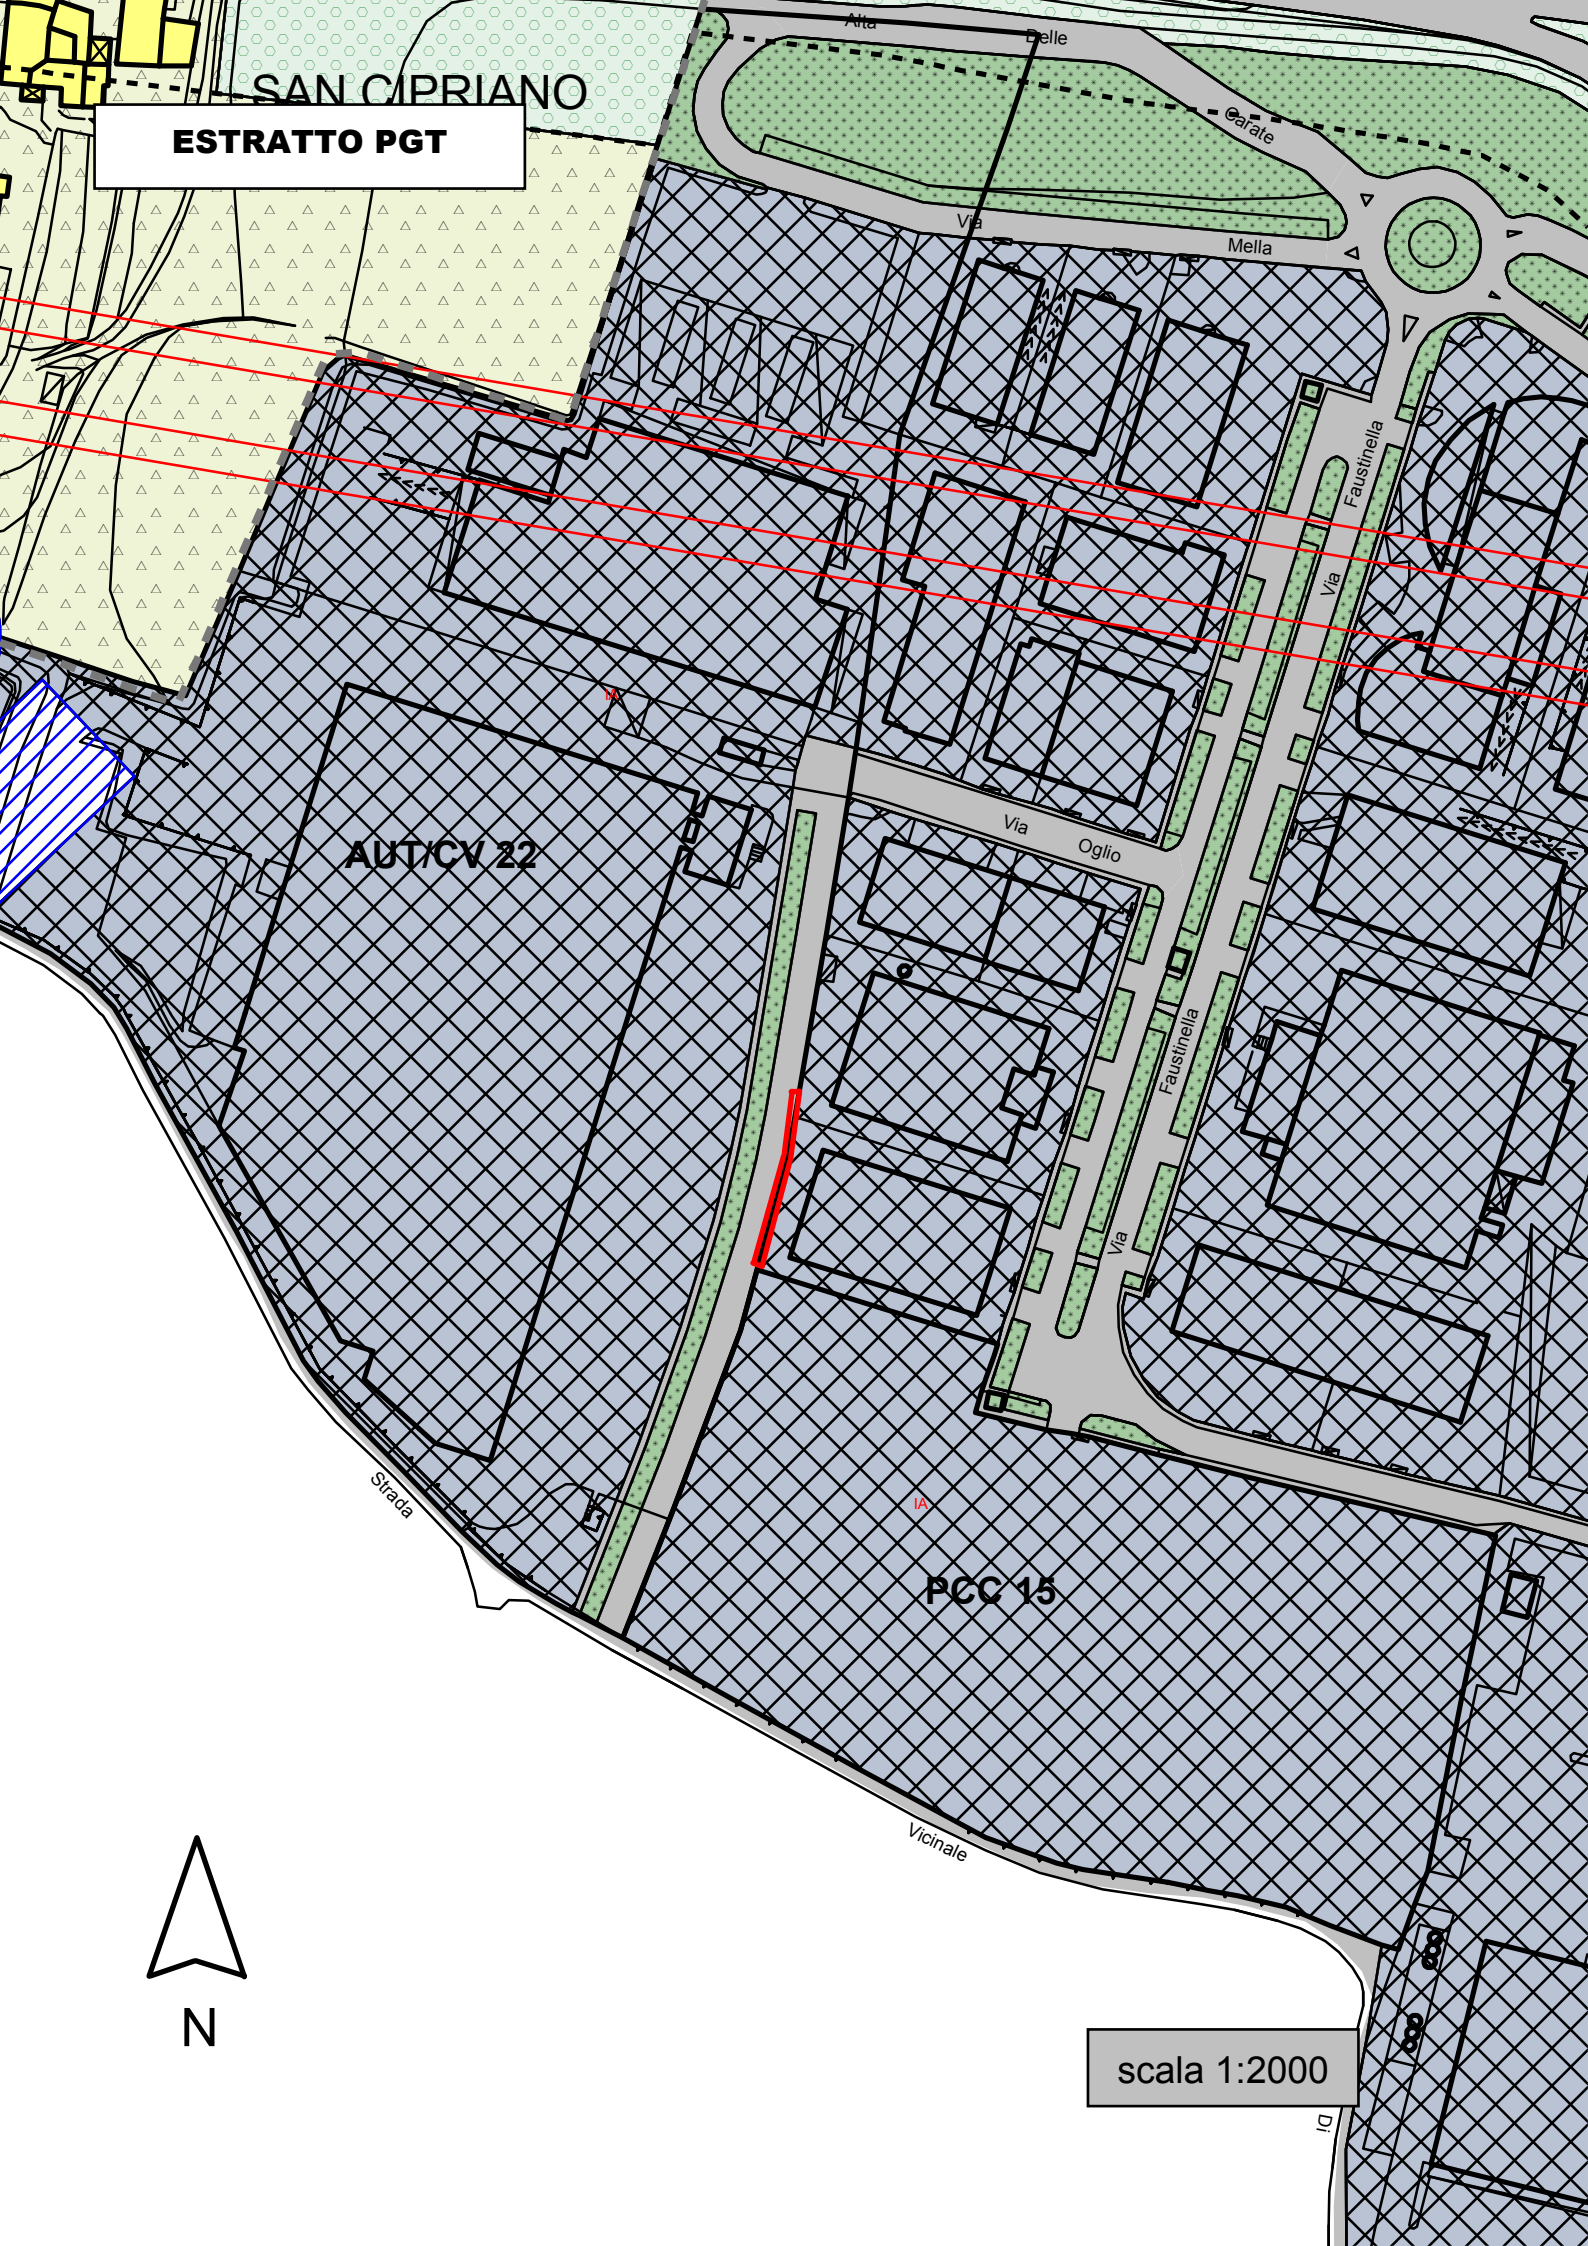 Alta
Delle
SAN CIPRIANO
ESTRATTO PGT
Carate
Via
Mella
Faustinella
Via
IA
Via
Oglio
AUT/CV 22
Faustinella
Via
Strada
IA
PCC 15
Vicinale
N
scala 1:2000
Di